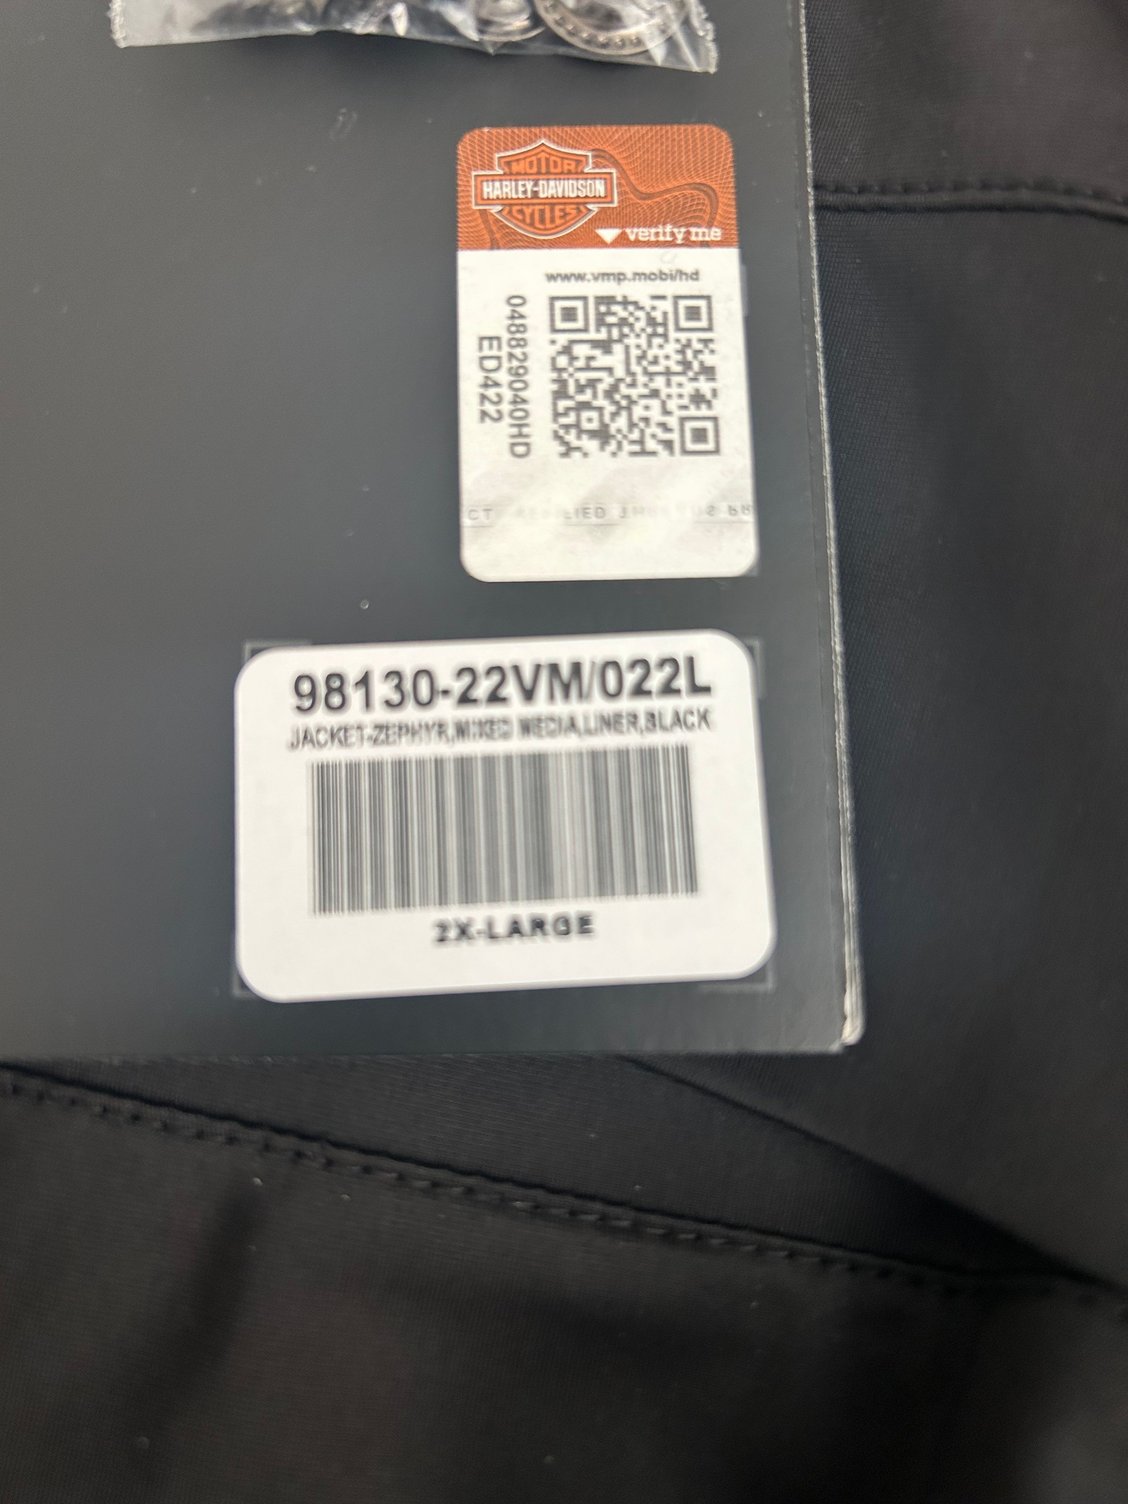 MOTOR
HARLEY-DAVIDSON
CYCLES
verify me
www.vmp.mobi/hd
04882904OHD
ED422
98130-22VM/022L
JACKET-ZEPHYR,MIXED MEDIA,LINER,BLACK
2X-LARGE